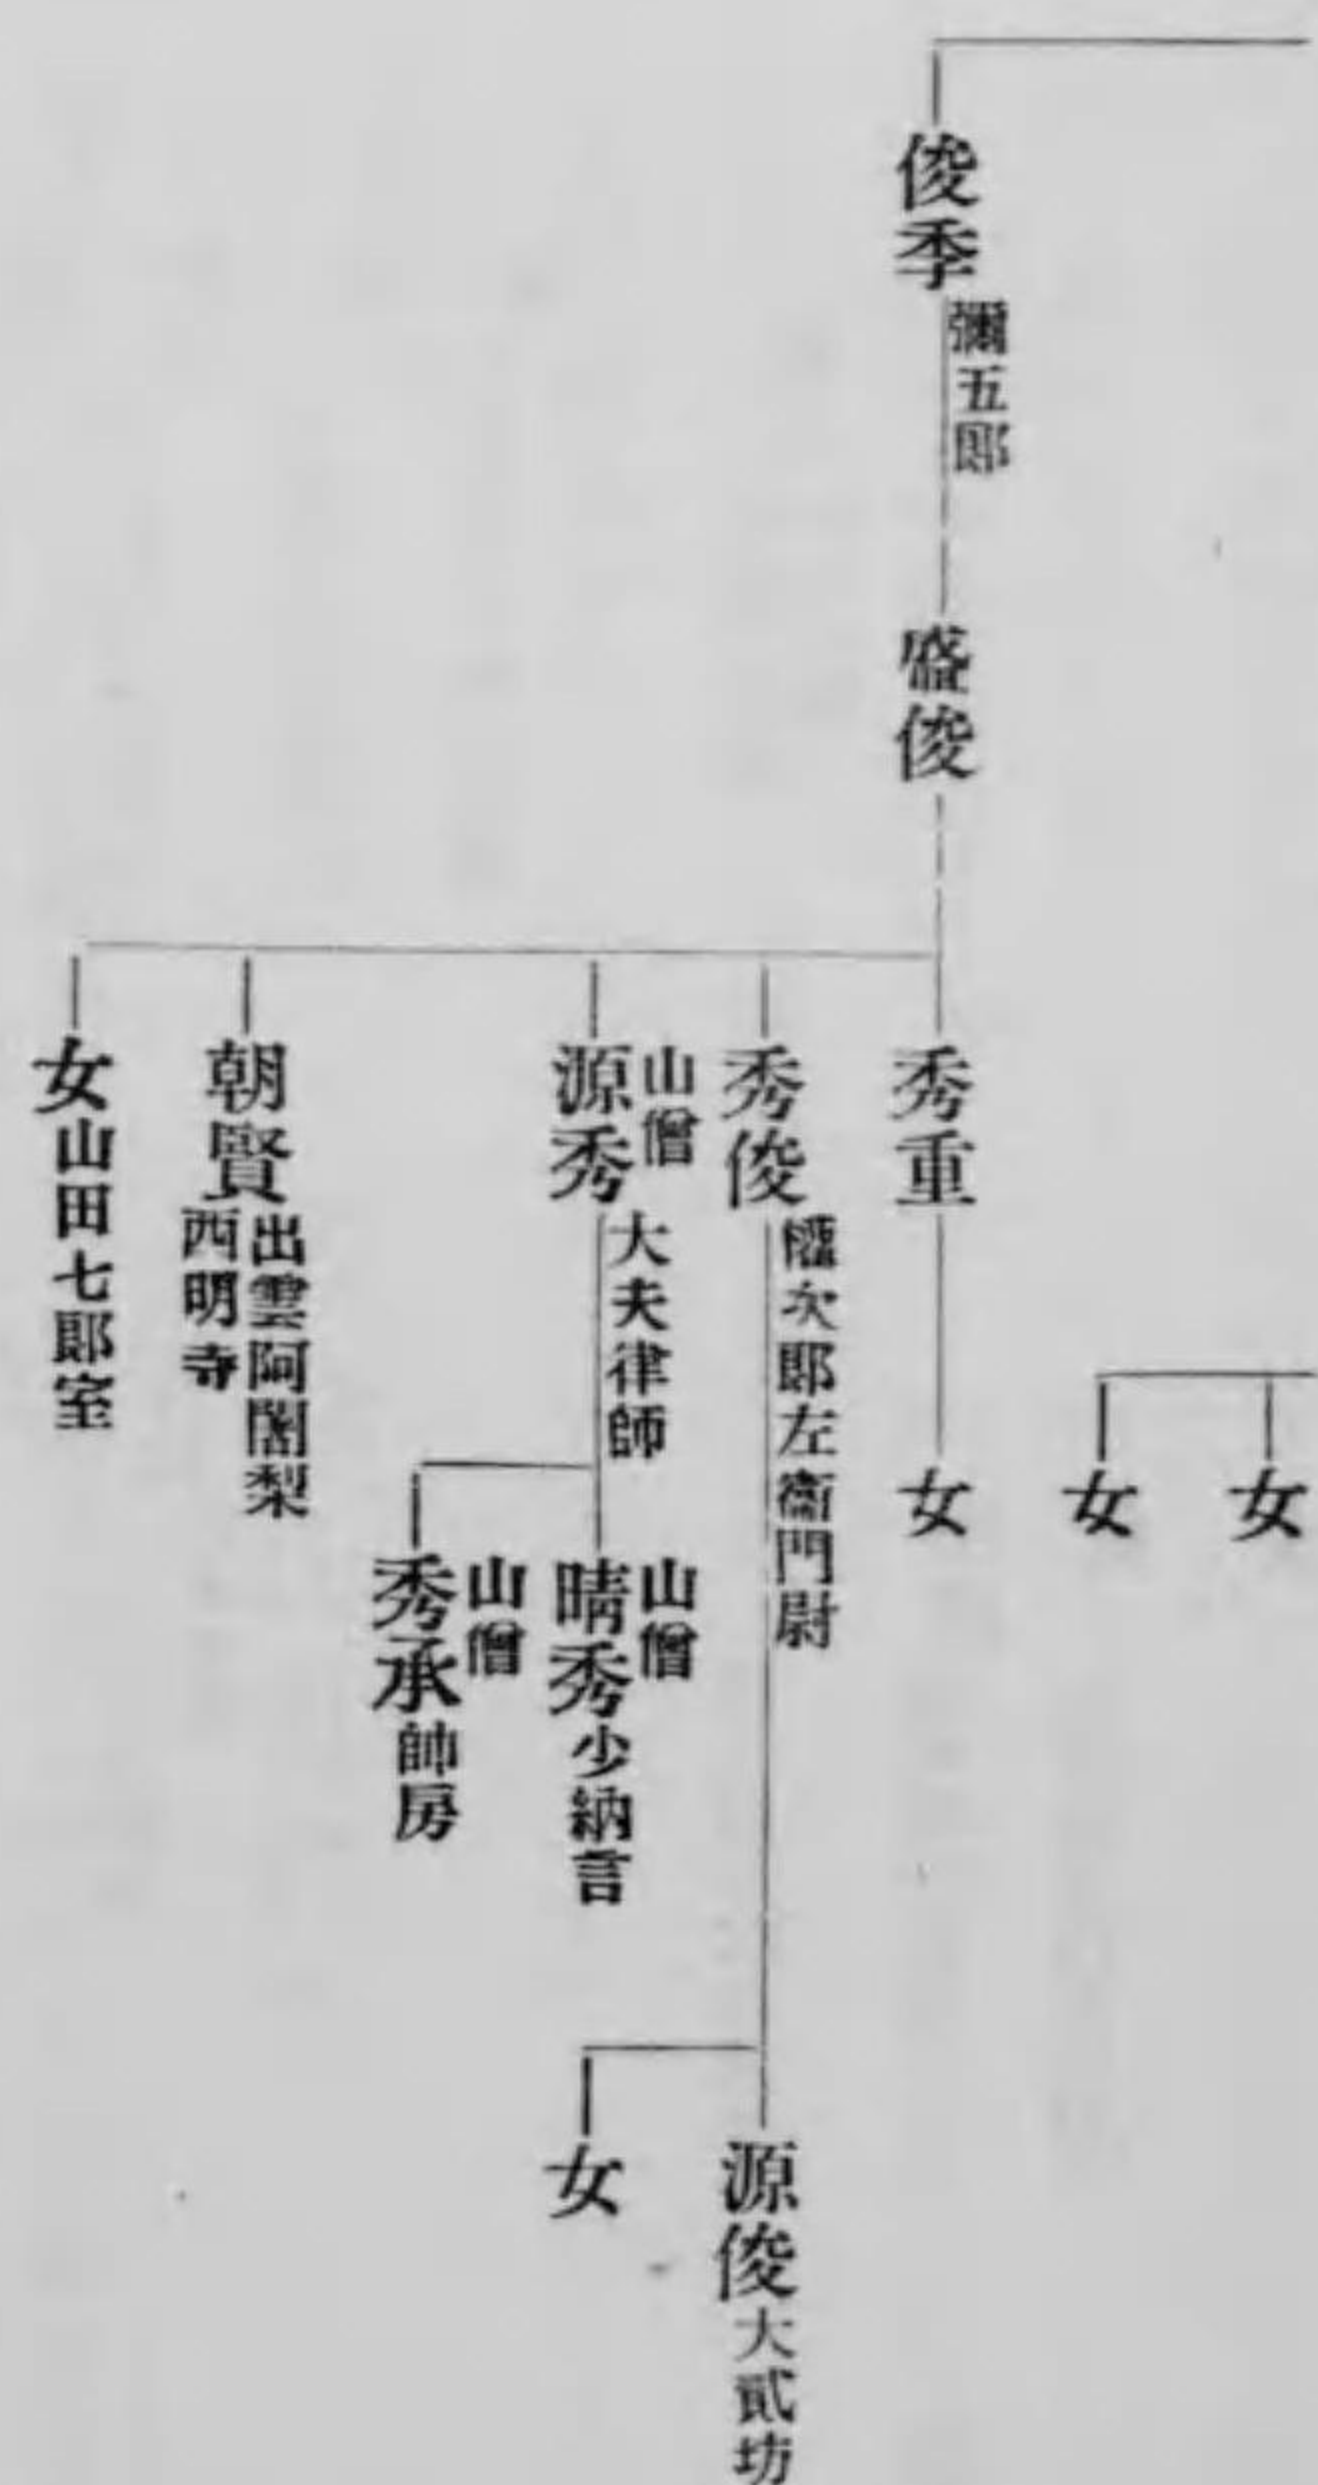 女
女
俊季 彌五郎
盛俊
秀重
女
秀俊 權次郎左衞門尉
源俊 大貳坊
女
山僧
源秀 大夫律師
山僧
晴秀 少納言
山僧
秀承 帥房
朝賢 出雲阿闍梨
西明寺
女 山田七郎室